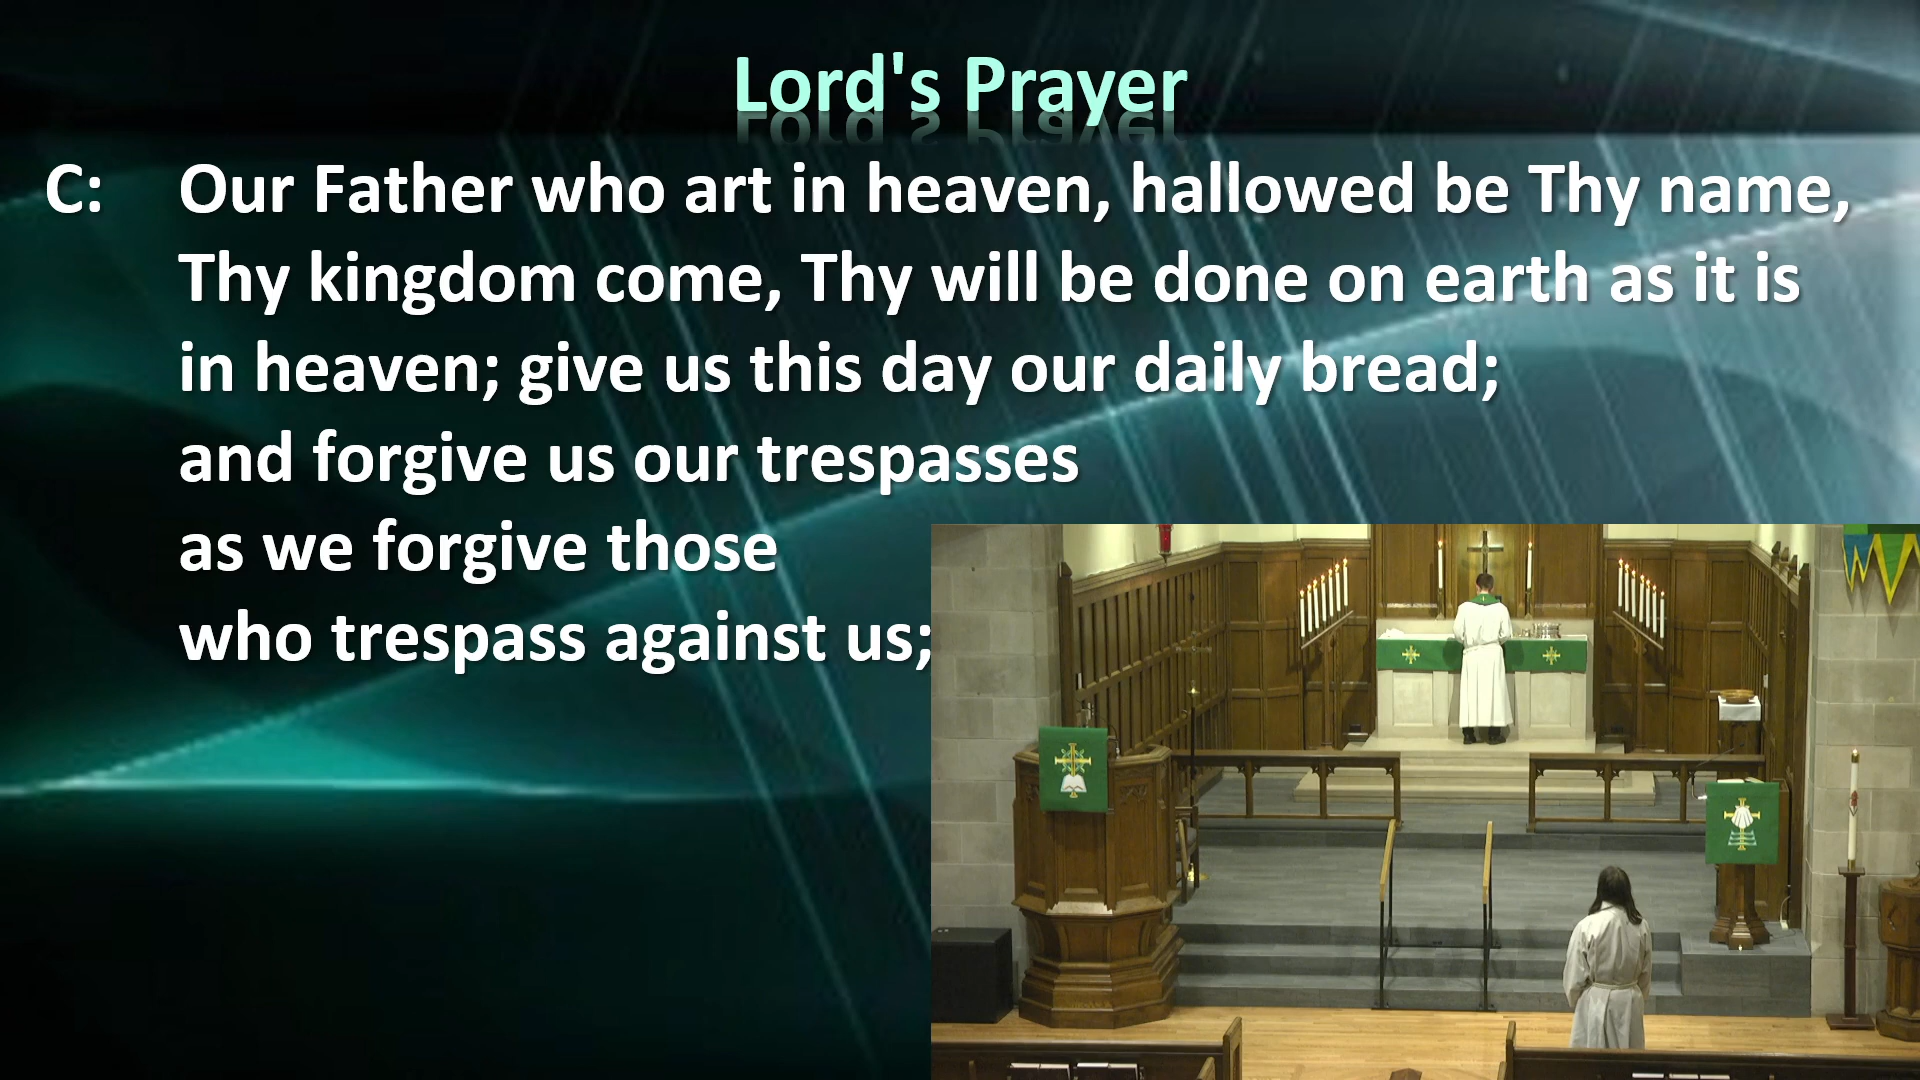 Lord's Prayer
C: Our Father who art in heaven, hallowed be Thy name,
Thy kingdom come, Thy will be done on earth as it is
in heaven; give us this day our daily bread;
and forgive us our trespasses
as we forgive those
who trespass against us;